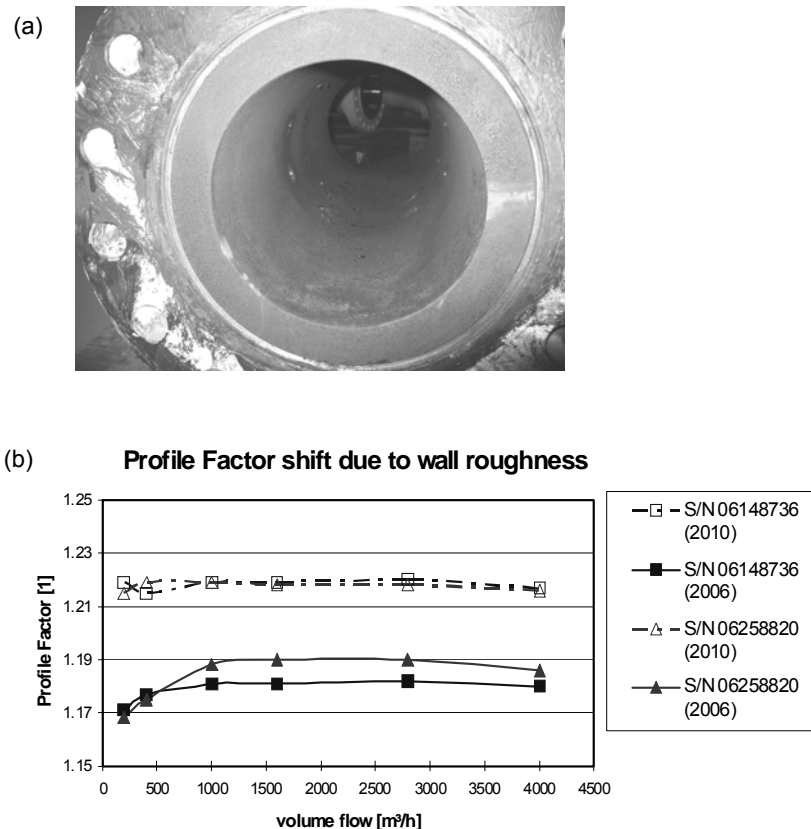 (a)
(b)
Profile Factor shift due to wall roughness
Profile Factor [1]
1.25
1.23
1.21
1.19
1.17
1.15
0 500 1000 1500 2000 2500 3000 3500 4000 4500
volume flow [m³/h]
S/N 06148736
(2010)
S/N 06148736
(2006)
S/N 06258820
(2010)
S/N 06258820
(2006)